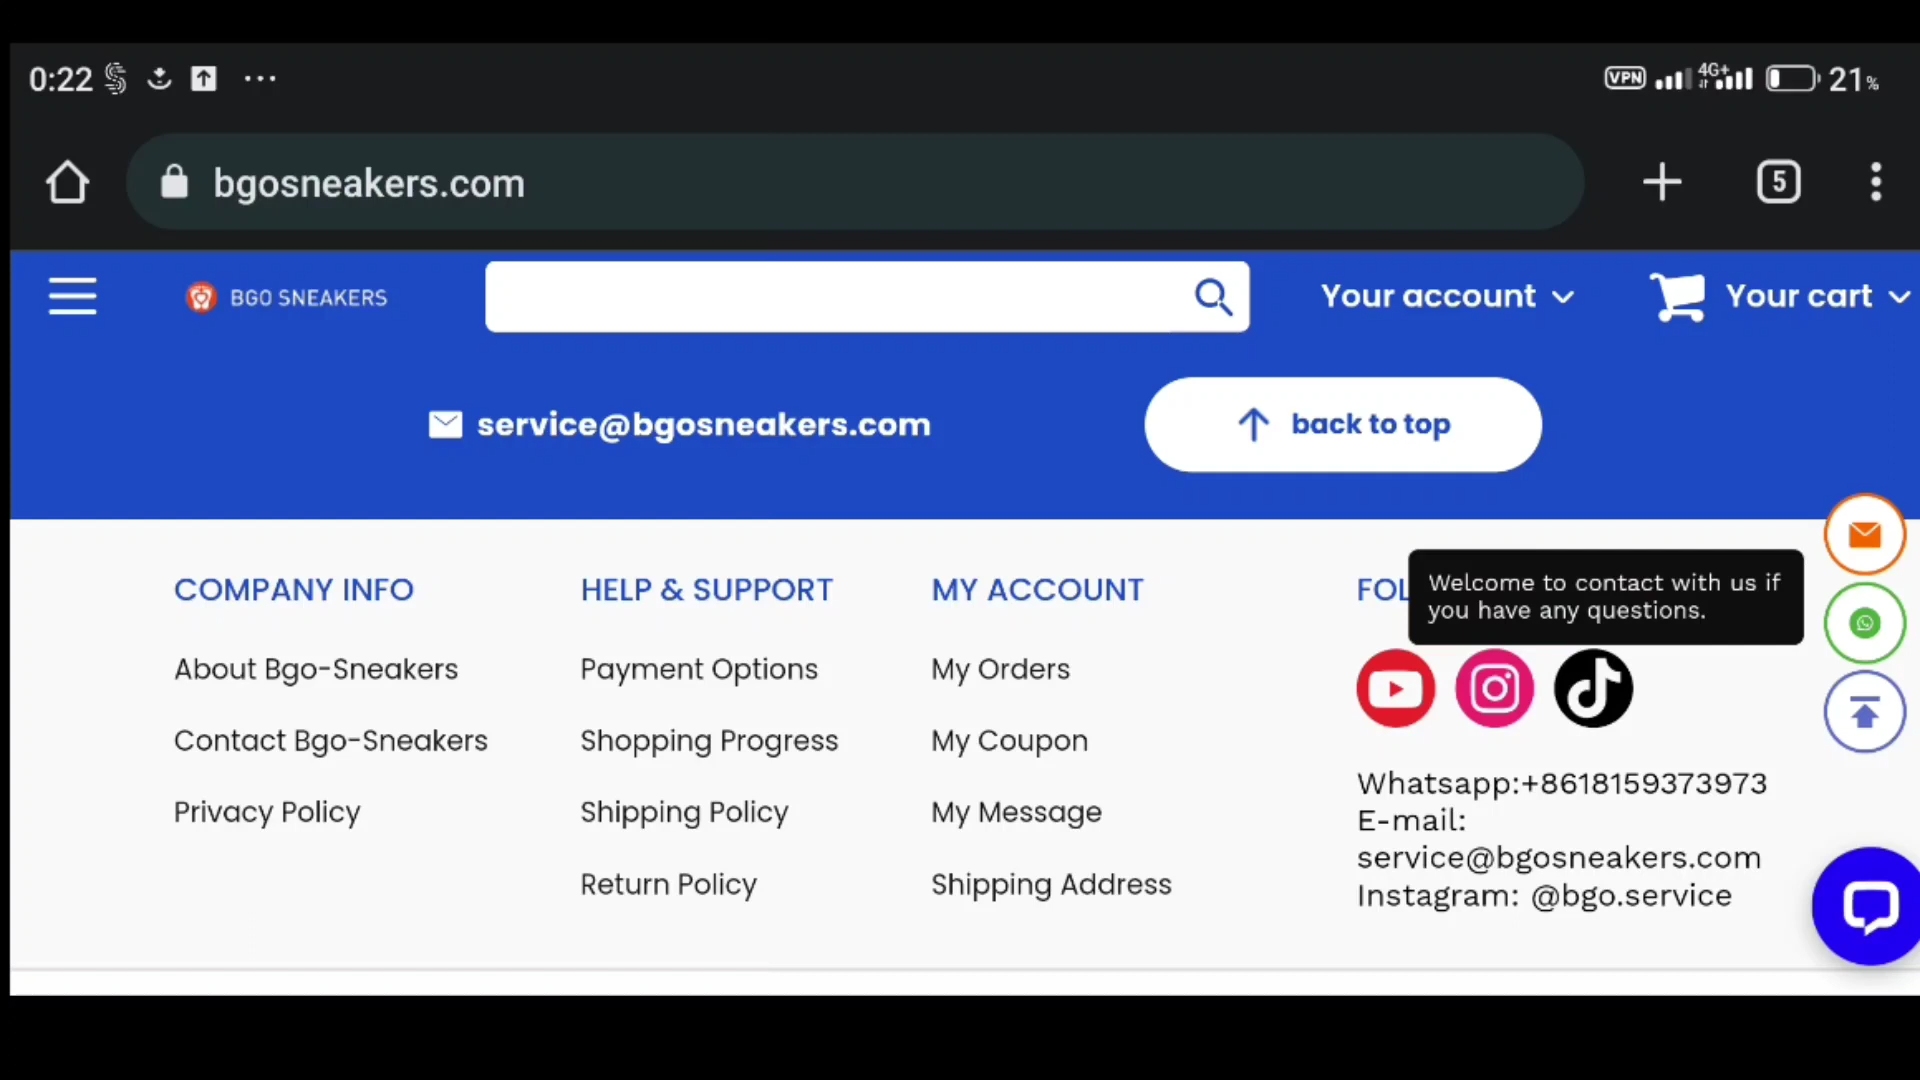 0:22
VPN 4G+ 21%
bgosneakers.com
5
BGO SNEAKERS
Your account
Your cart
service@bgosneakers.com
back to top
COMPANY INFO
About Bgo-Sneakers
Contact Bgo-Sneakers
Privacy Policy
HELP & SUPPORT
Payment Options
Shopping Progress
Shipping Policy
Return Policy
MY ACCOUNT
My Orders
My Coupon
My Message
Shipping Address
FOL
Welcome to contact with us if
you have any questions.
Whatsapp:+8618159373973
E-mail:
service@bgosneakers.com
Instagram: @bgo.service